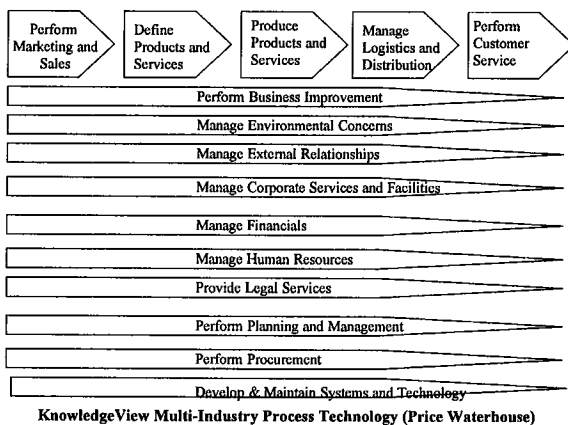 Perform
Marketing and
Sales
Define
Products and
Services
Produce
Products and
Services
Manage
Logistics and
Distribution
Perform
Customer
Service
Perform Business Improvement
Manage Environmental Concerns
Manage External Relationships
Manage Corporate Services and Facilities
Manage Financials
Manage Human Resources
Provide Legal Services
Perform Planning and Management
Perform Procurement
Develop & Maintain Systems and Technology
KnowledgeView Multi-Industry Process Technology (Price Waterhouse)